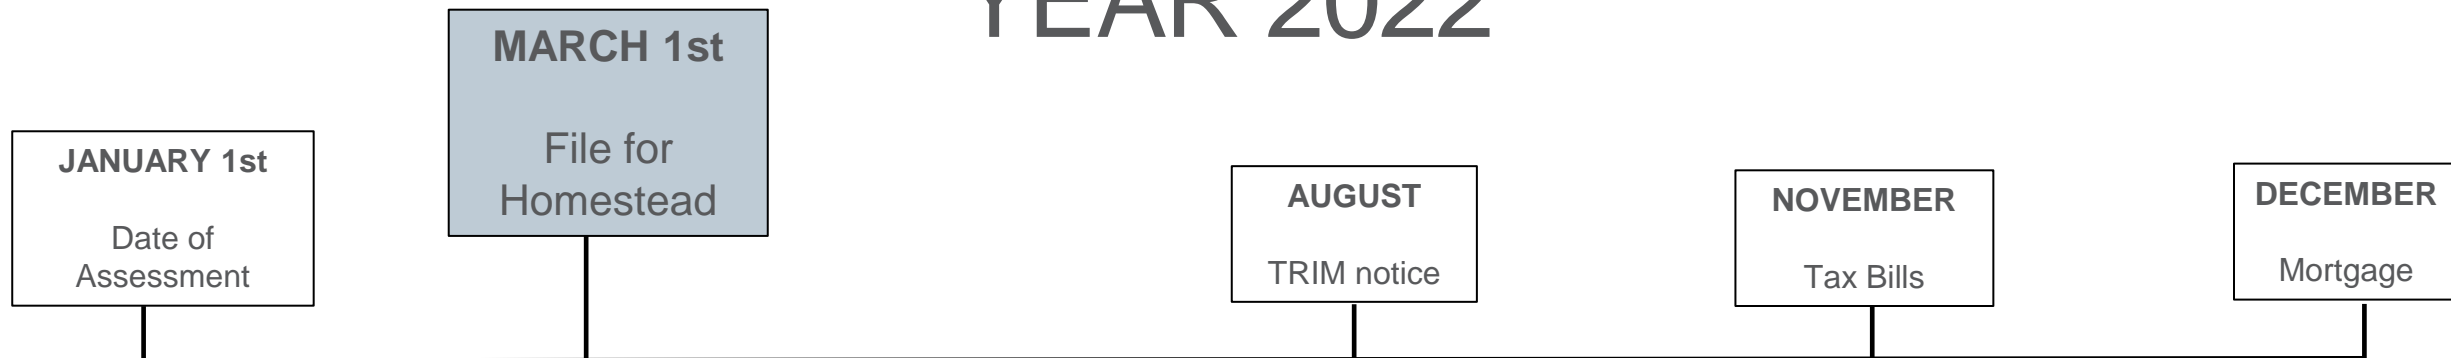 YEAR 2022
MARCH 1st
File for
Homestead
JANUARY 1st
Date of
Assessment
AUGUST
TRIM notice
NOVEMBER
Tax Bills
DECEMBER
Mortgage